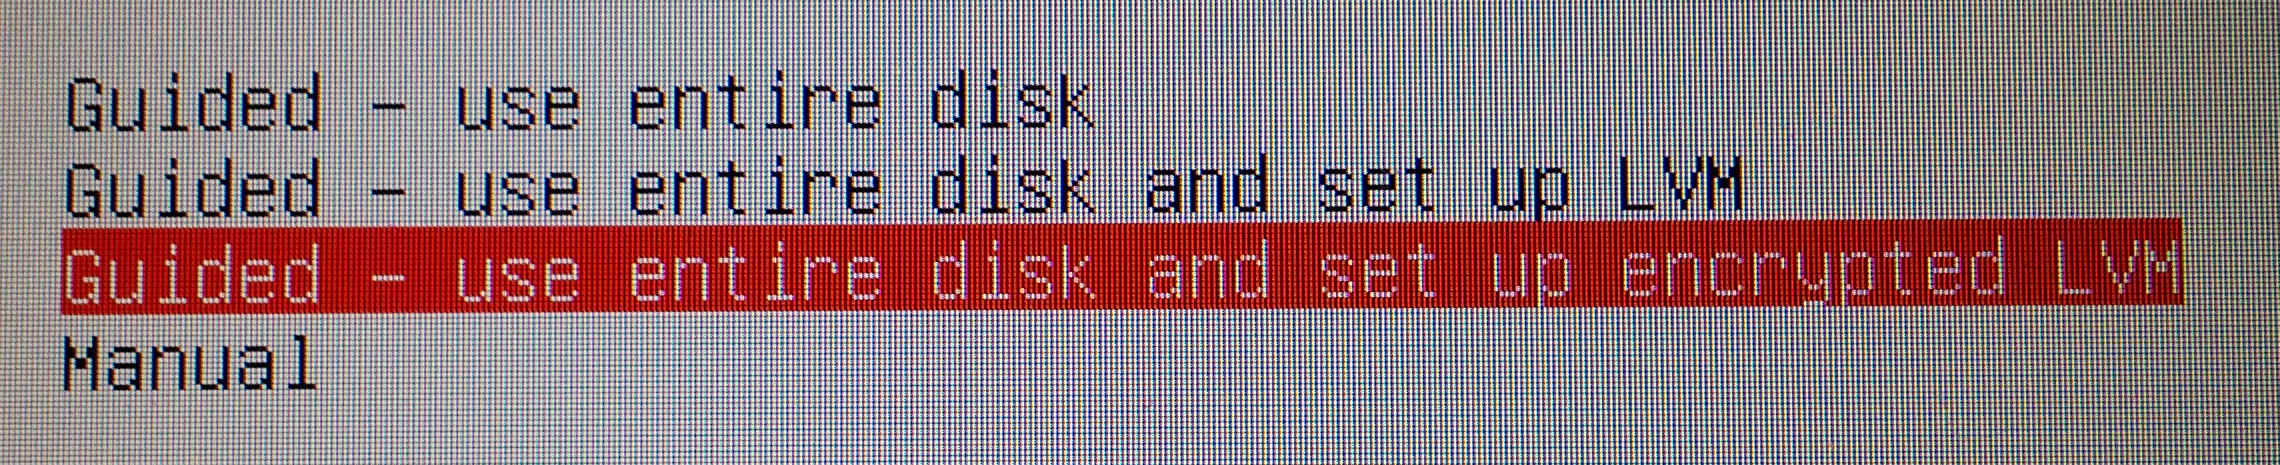 Guided - use entire disk
Guided - use entire disk and set up LVM
Guided - use entire disk and set up encrypted LVM
Manual